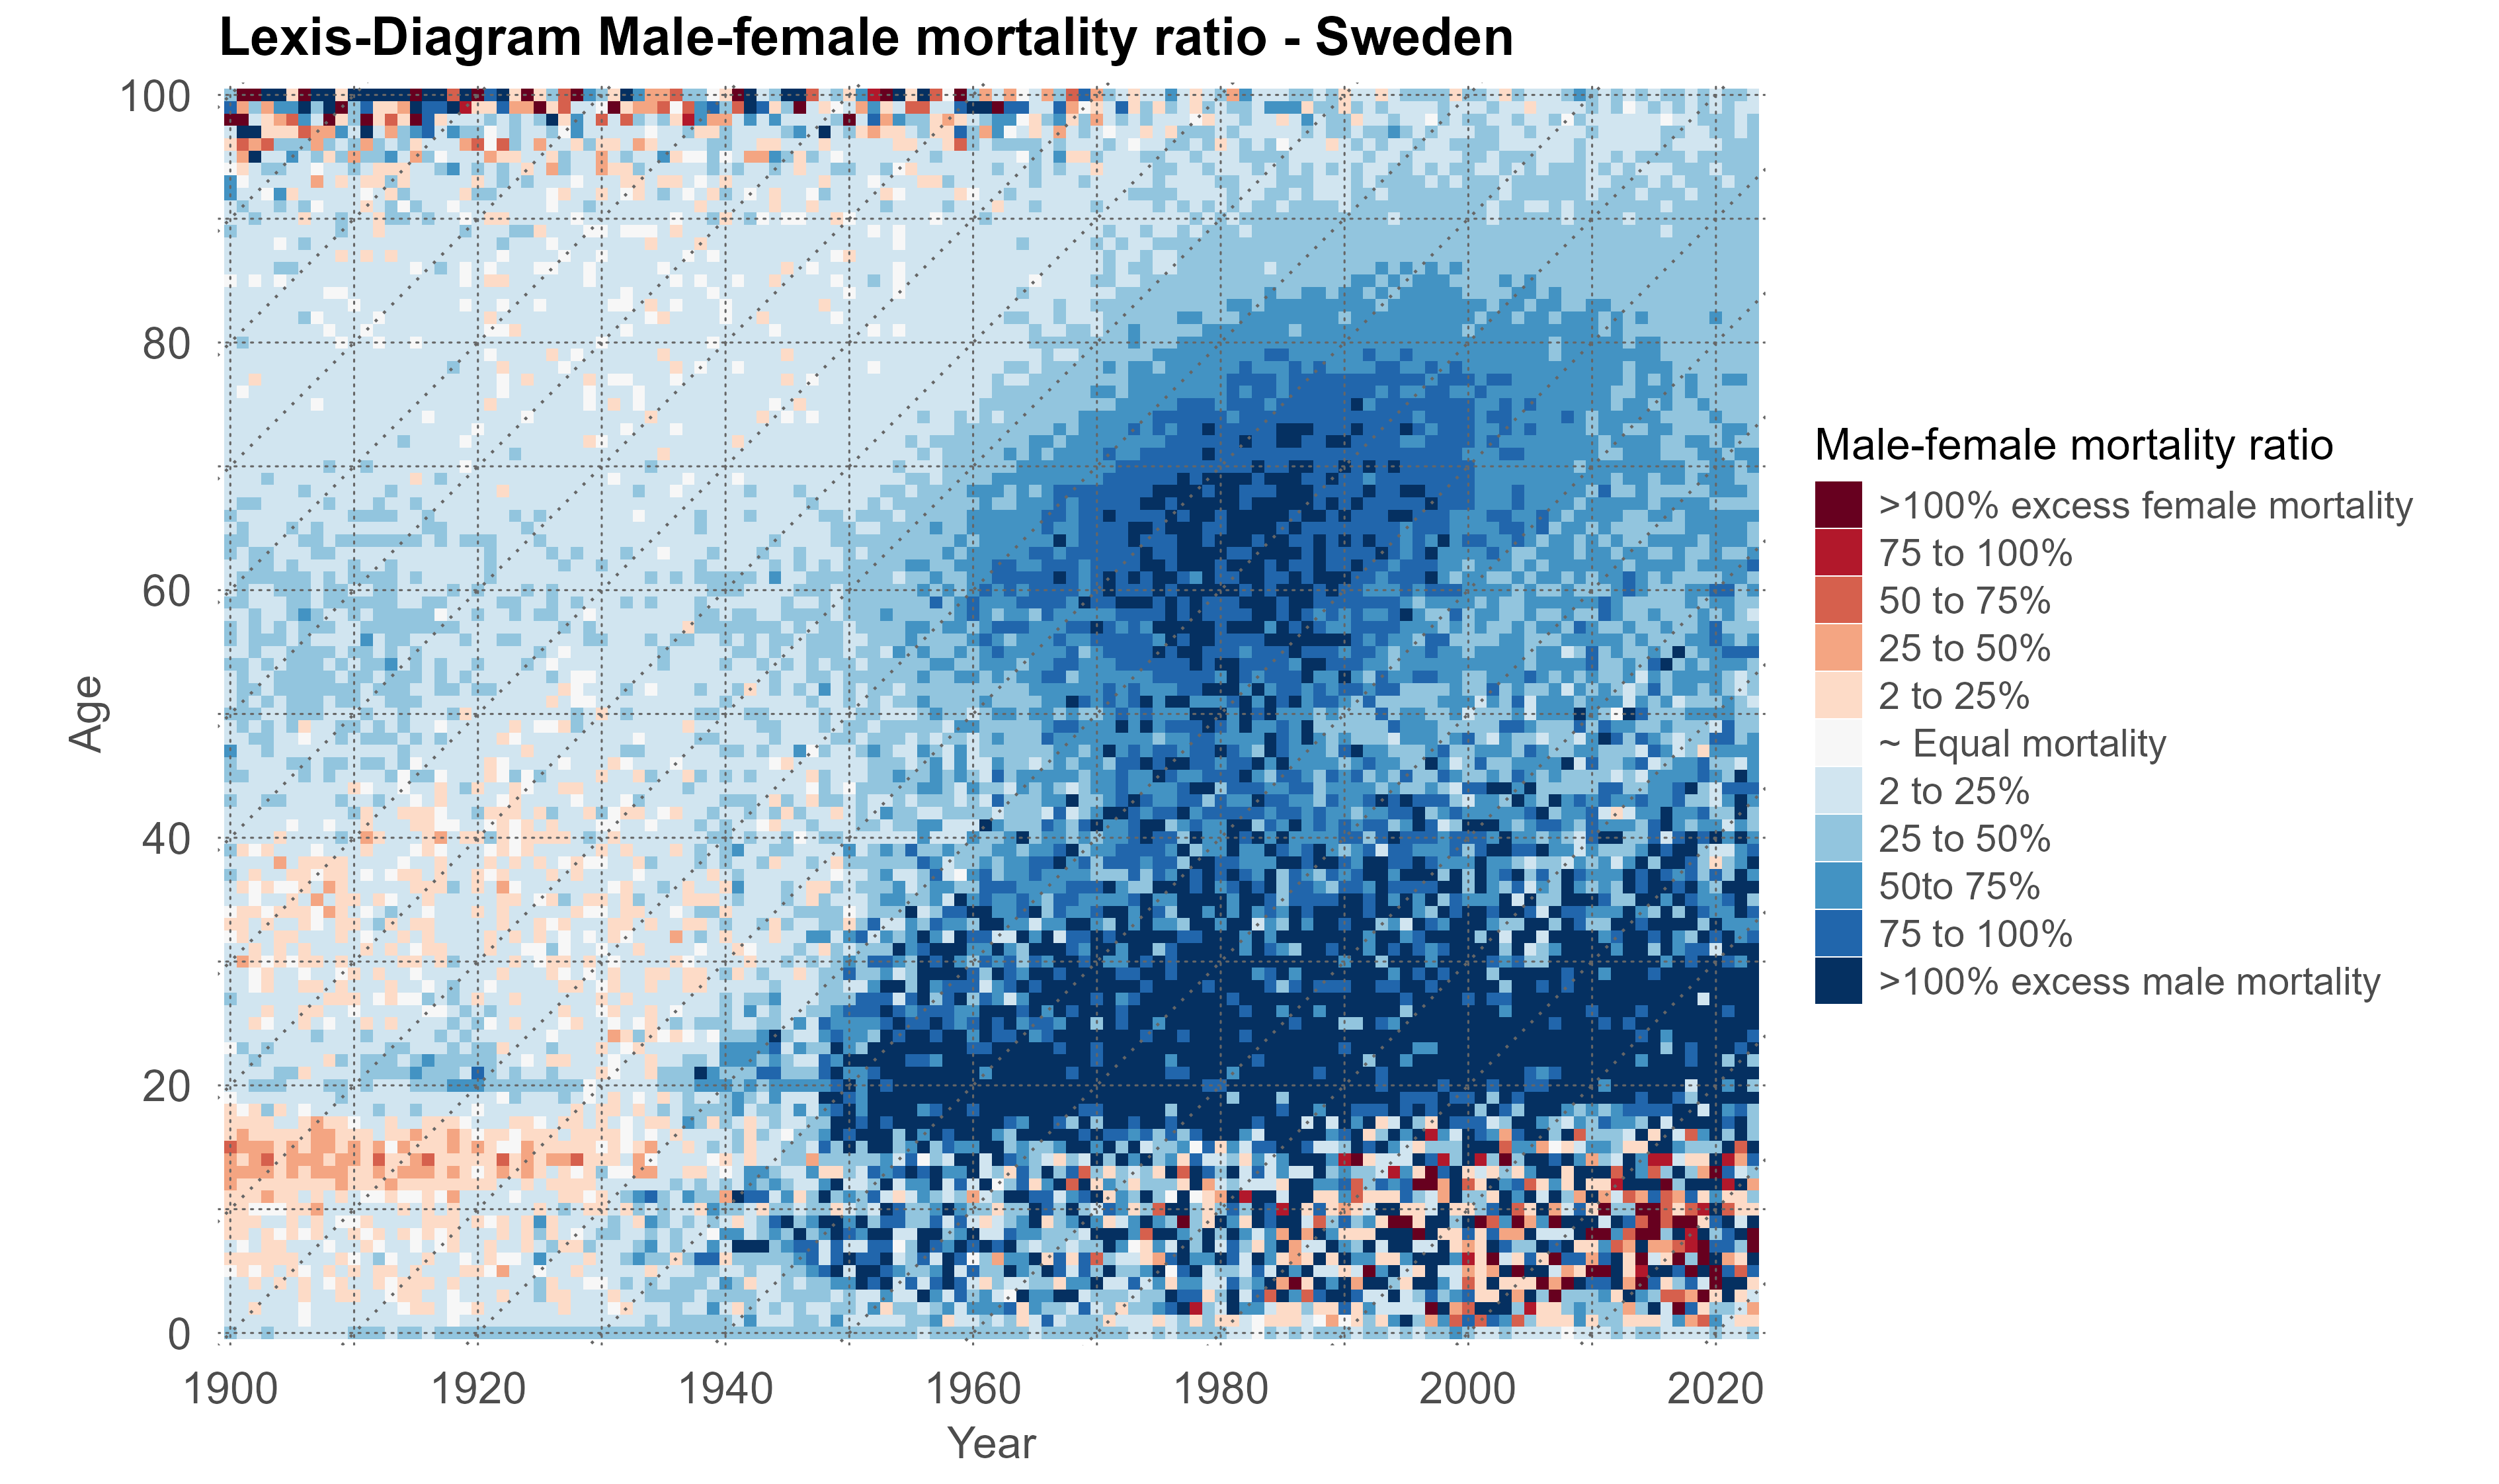 Lexis-Diagram Male-female mortality ratio - Sweden
100
80
60
40
20
0
Age
1900 1920 1940 1960 1980 2000 2020
Year
Male-female mortality ratio
>100% excess female mortality
75 to 100%
50 to 75%
25 to 50%
2 to 25%
~ Equal mortality
2 to 25%
25 to 50%
50to 75%
75 to 100%
>100% excess male mortality